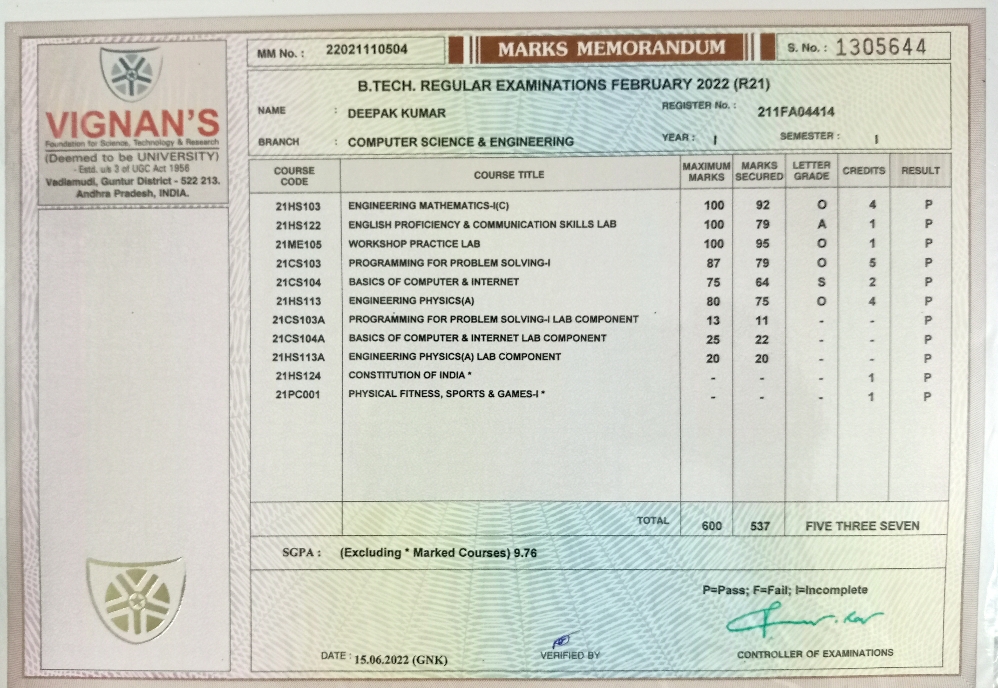 MM No. : 22021110504
MARKS MEMORANDUM
S. No. : 1305644
VIGNAN'S
Foundation for Science, Technology & Research
(Deemed to be UNIVERSITY)
- Estd. u/s 3 of UGC Act 1956
Vadlamudi, Guntur District - 522 213.
Andhra Pradesh, INDIA.
B.TECH. REGULAR EXAMINATIONS FEBRUARY 2022 (R21)
NAME : DEEPAK KUMAR REGISTER No. : 211FA04414
BRANCH : COMPUTER SCIENCE & ENGINEERING YEAR : I SEMESTER : I
COURSE CODE COURSE TITLE MAXIMUM MARKS MARKS SECURED LETTER GRADE CREDITS RESULT
21HS103 ENGINEERING MATHEMATICS-I(C) 100 92 O 4 P
21HS122 ENGLISH PROFICIENCY & COMMUNICATION SKILLS LAB 100 79 A 1 P
21ME105 WORKSHOP PRACTICE LAB 100 95 O 1 P
21CS103 PROGRAMMING FOR PROBLEM SOLVING-I 87 79 O 5 P
21CS104 BASICS OF COMPUTER & INTERNET 75 64 S 2 P
21HS113 ENGINEERING PHYSICS(A) 80 75 O 4 P
21CS103A PROGRAMMING FOR PROBLEM SOLVING-I LAB COMPONENT 13 11 - - P
21CS104A BASICS OF COMPUTER & INTERNET LAB COMPONENT 25 22 - - P
21HS113A ENGINEERING PHYSICS(A) LAB COMPONENT 20 20 - - P
21HS124 CONSTITUTION OF INDIA * - - - 1 P
21PC001 PHYSICAL FITNESS, SPORTS & GAMES-I * - - - 1 P
TOTAL 600 537 FIVE THREE SEVEN
SGPA : (Excluding * Marked Courses) 9.76
P=Pass; F=Fail; I=Incomplete
DATE : 15.06.2022 (GNK)
VERIFIED BY
CONTROLLER OF EXAMINATIONS